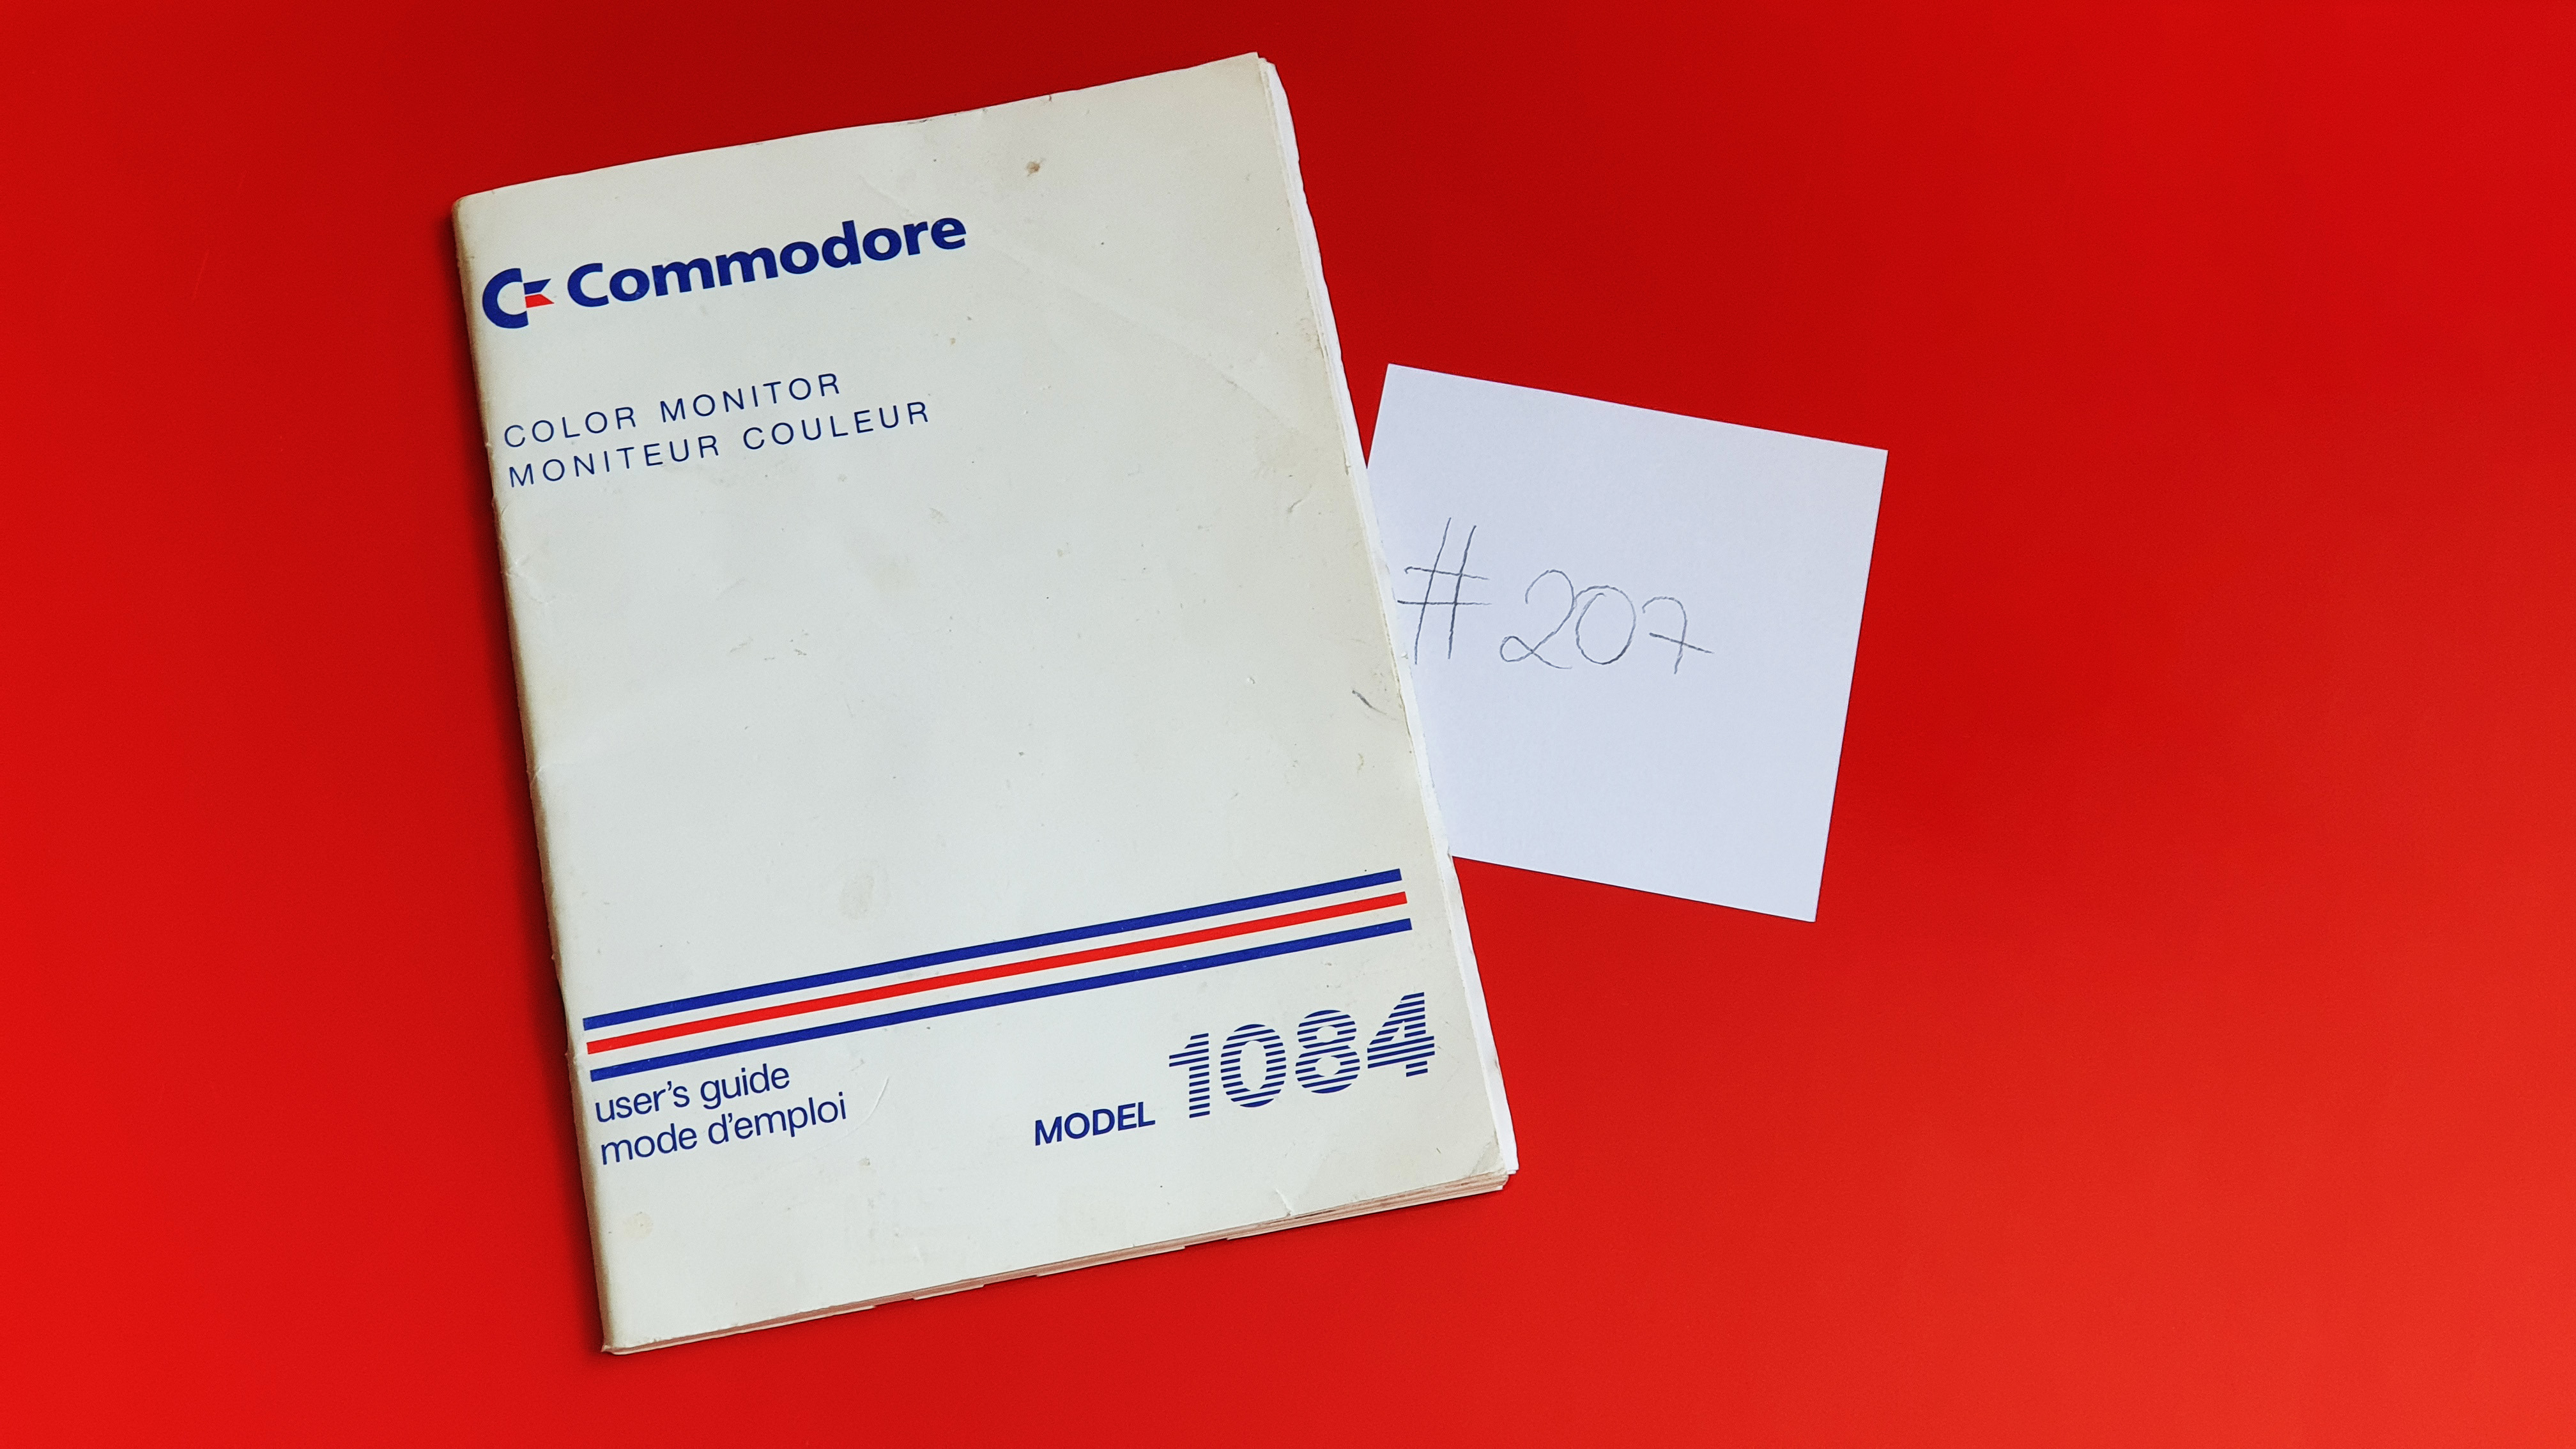 Commodore
COLOR MONITOR
MONITEUR COULEUR
#207
user's guide
mode d'emploi
MODEL 1084